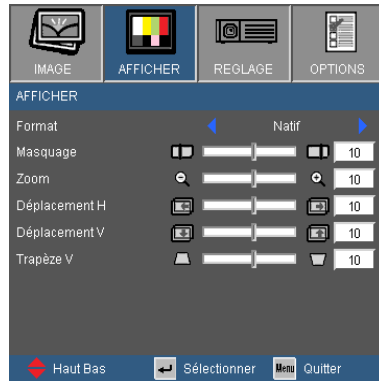 IMAGE AFFICHER REGLAGE OPTIONS
AFFICHER
Format Natif
Masquage 10
Zoom 10
Déplacement H 10
Déplacement V 10
Trapèze V 10
Haut Bas Sélectionner Menu Quitter